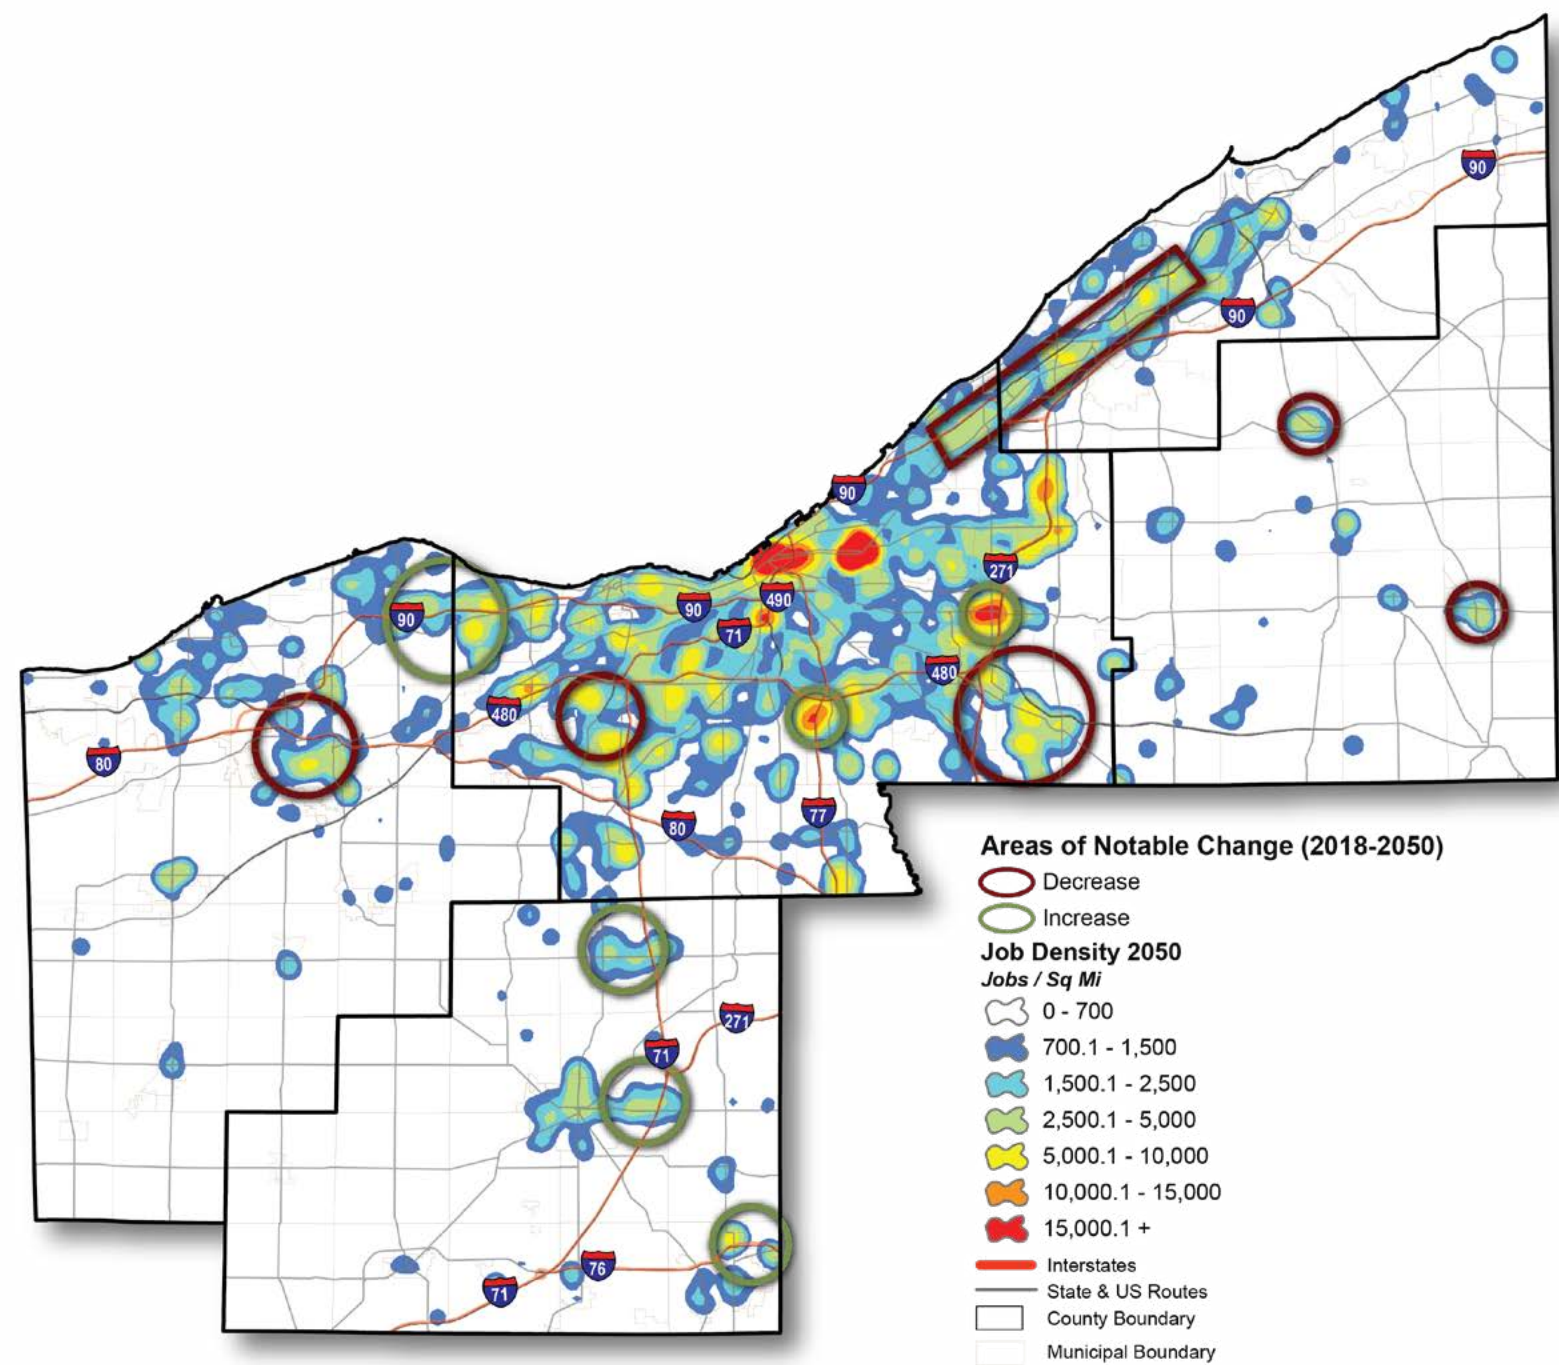 90
90
90
271
90
90
490
71
480
480
80
77
80
271
71
76
71
Areas of Notable Change (2018-2050)
Decrease
Increase
Job Density 2050
Jobs / Sq Mi
0 - 700
700.1 - 1,500
1,500.1 - 2,500
2,500.1 - 5,000
5,000.1 - 10,000
10,000.1 - 15,000
15,000.1 +
Interstates
State & US Routes
County Boundary
Municipal Boundary